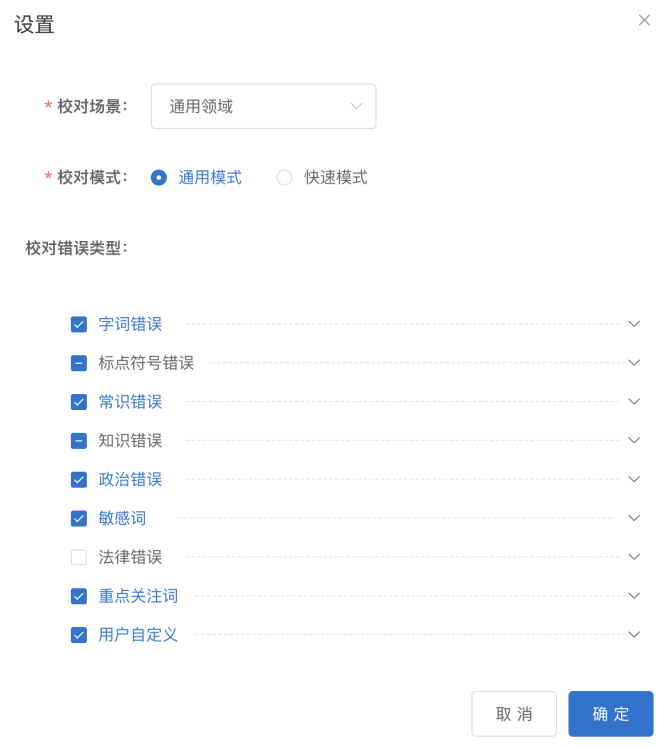 设置
* 校对场景： 通用领域
* 校对模式： 通用模式 快速模式
校对错误类型：
字词错误
标点符号错误
常识错误
知识错误
政治错误
敏感词
法律错误
重点关注词
用户自定义
取 消 确 定